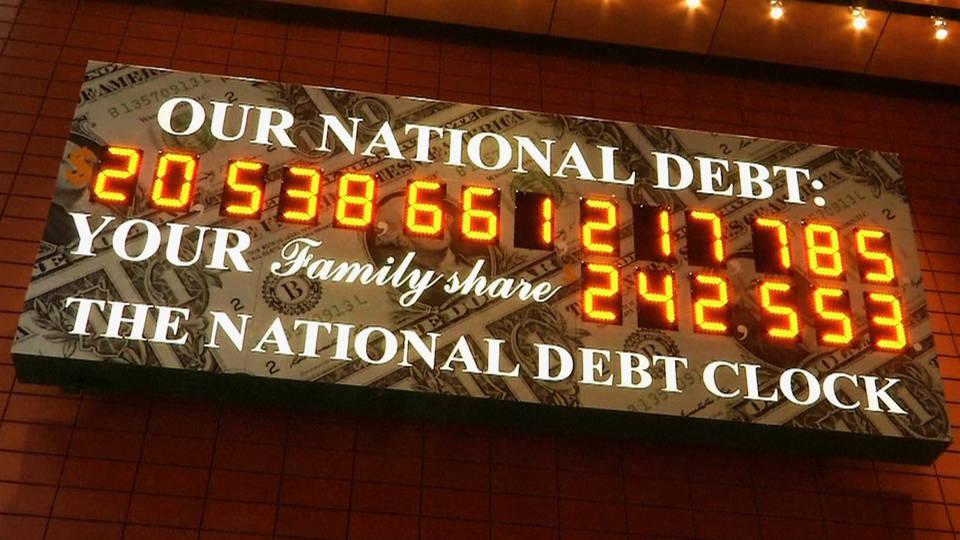 OUR NATIONAL DEBT:
$20,538,661,217,785
YOUR Family share 242,553
THE NATIONAL DEBT CLOCK